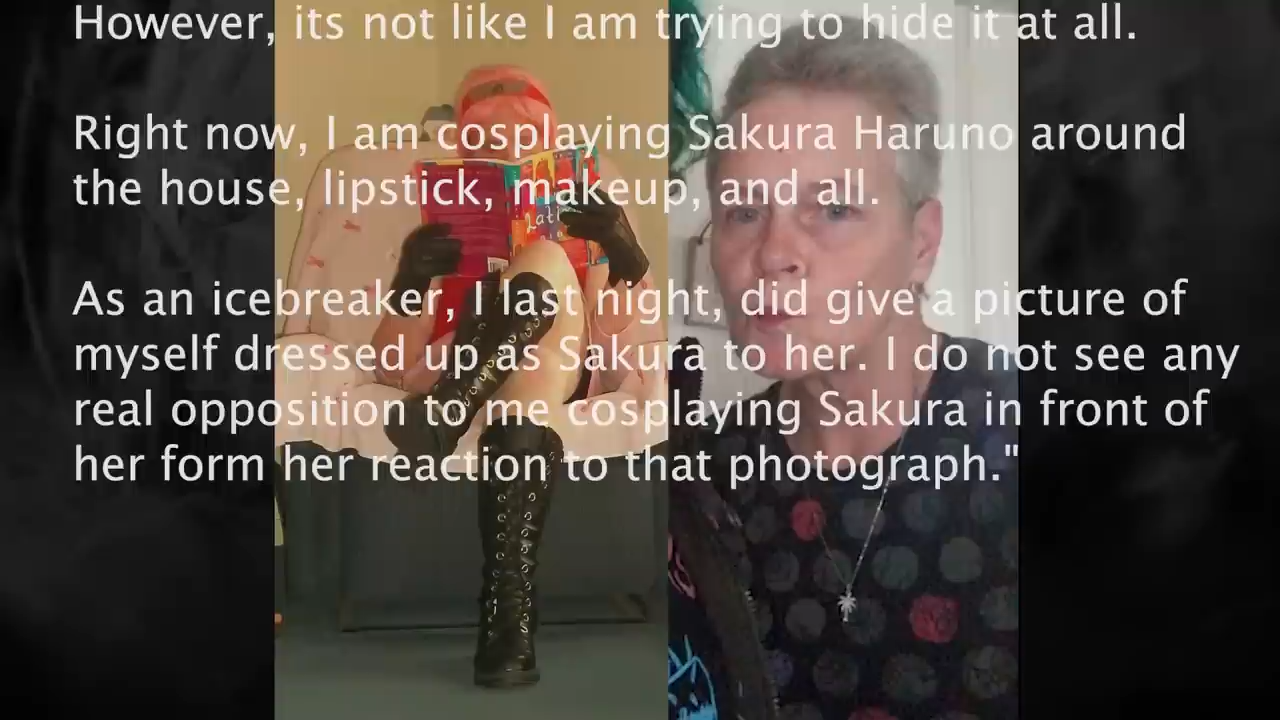 However, its not like I am trying to hide it at all.
Right now, I am cosplaying Sakura Haruno around
the house, lipstick, makeup, and all.
As an icebreaker, I last night, did give a picture of
myself dressed up as Sakura to her. I do not see any
real opposition to me cosplaying Sakura in front of
her form her reaction to that photograph."